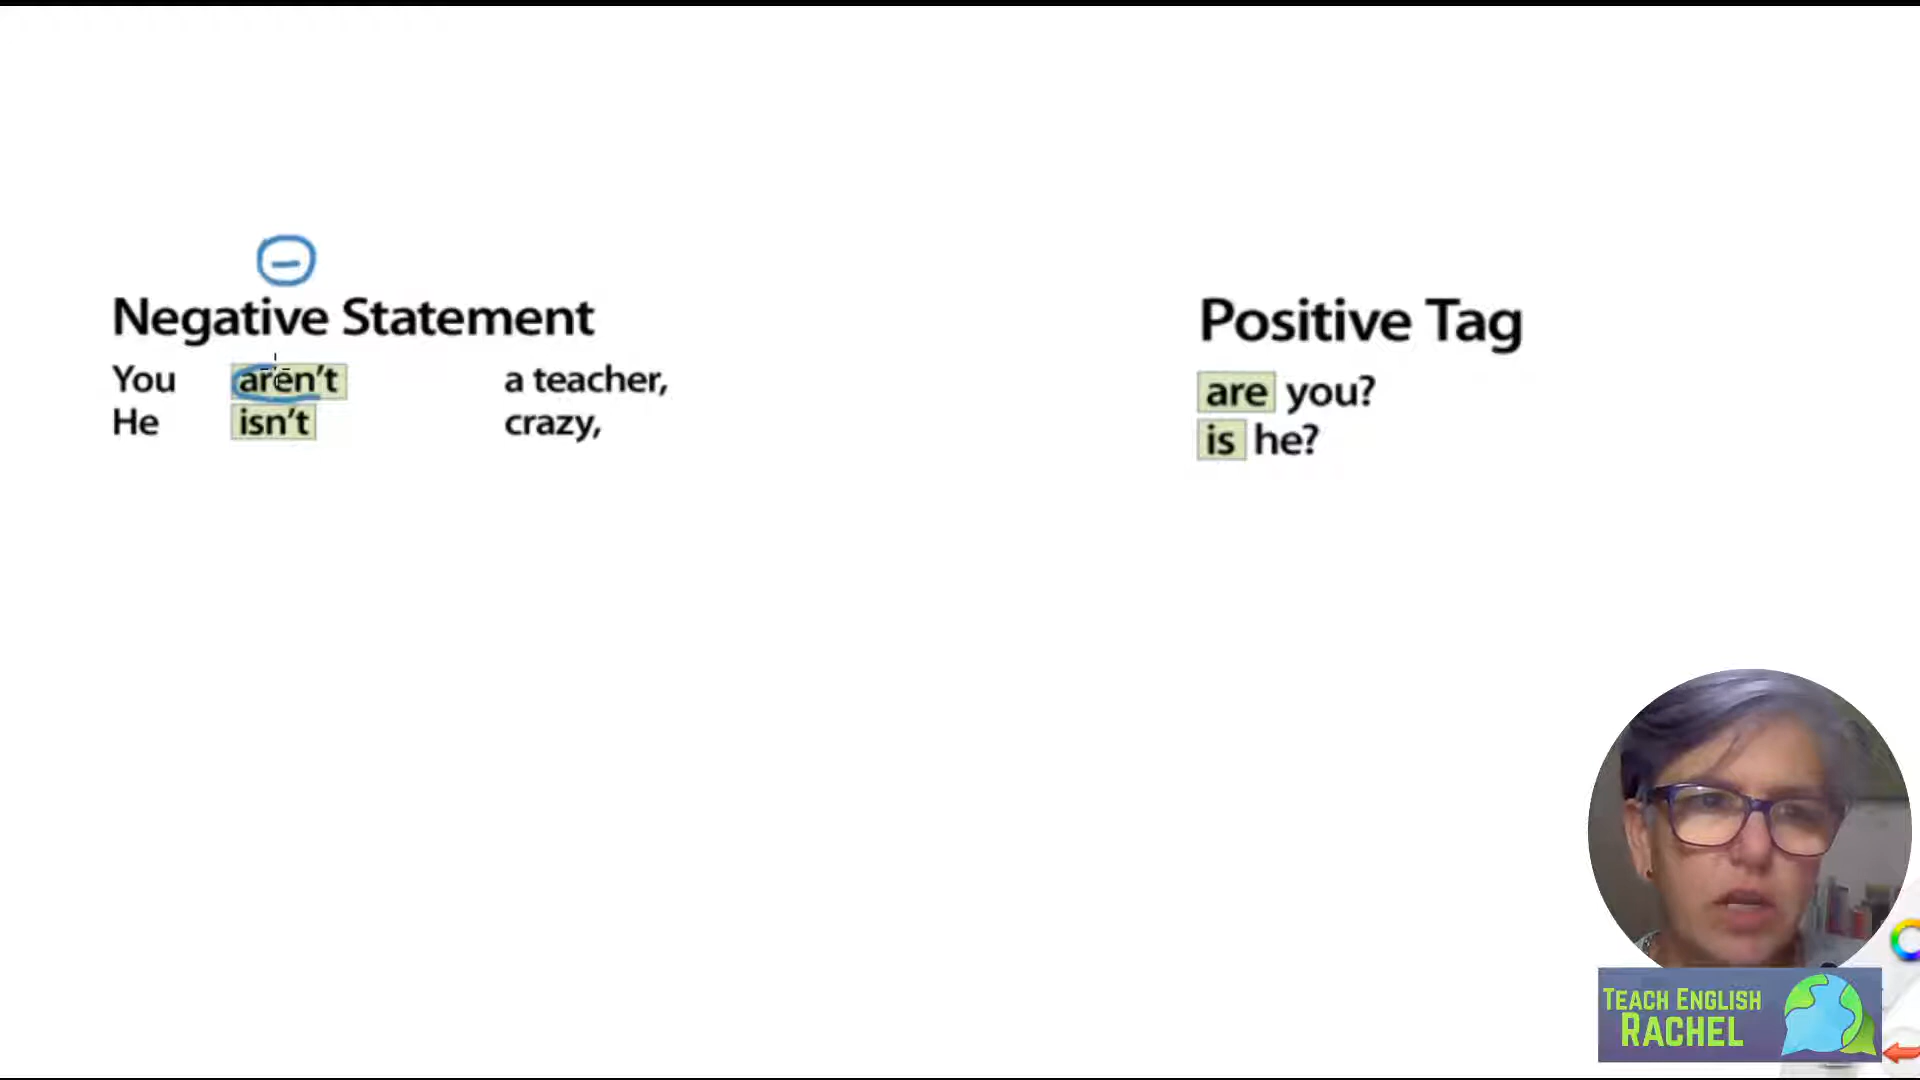 Negative Statement
You aren't a teacher,
He isn't crazy,
Positive Tag
are you?
is he?
TEACH ENGLISH
RACHEL